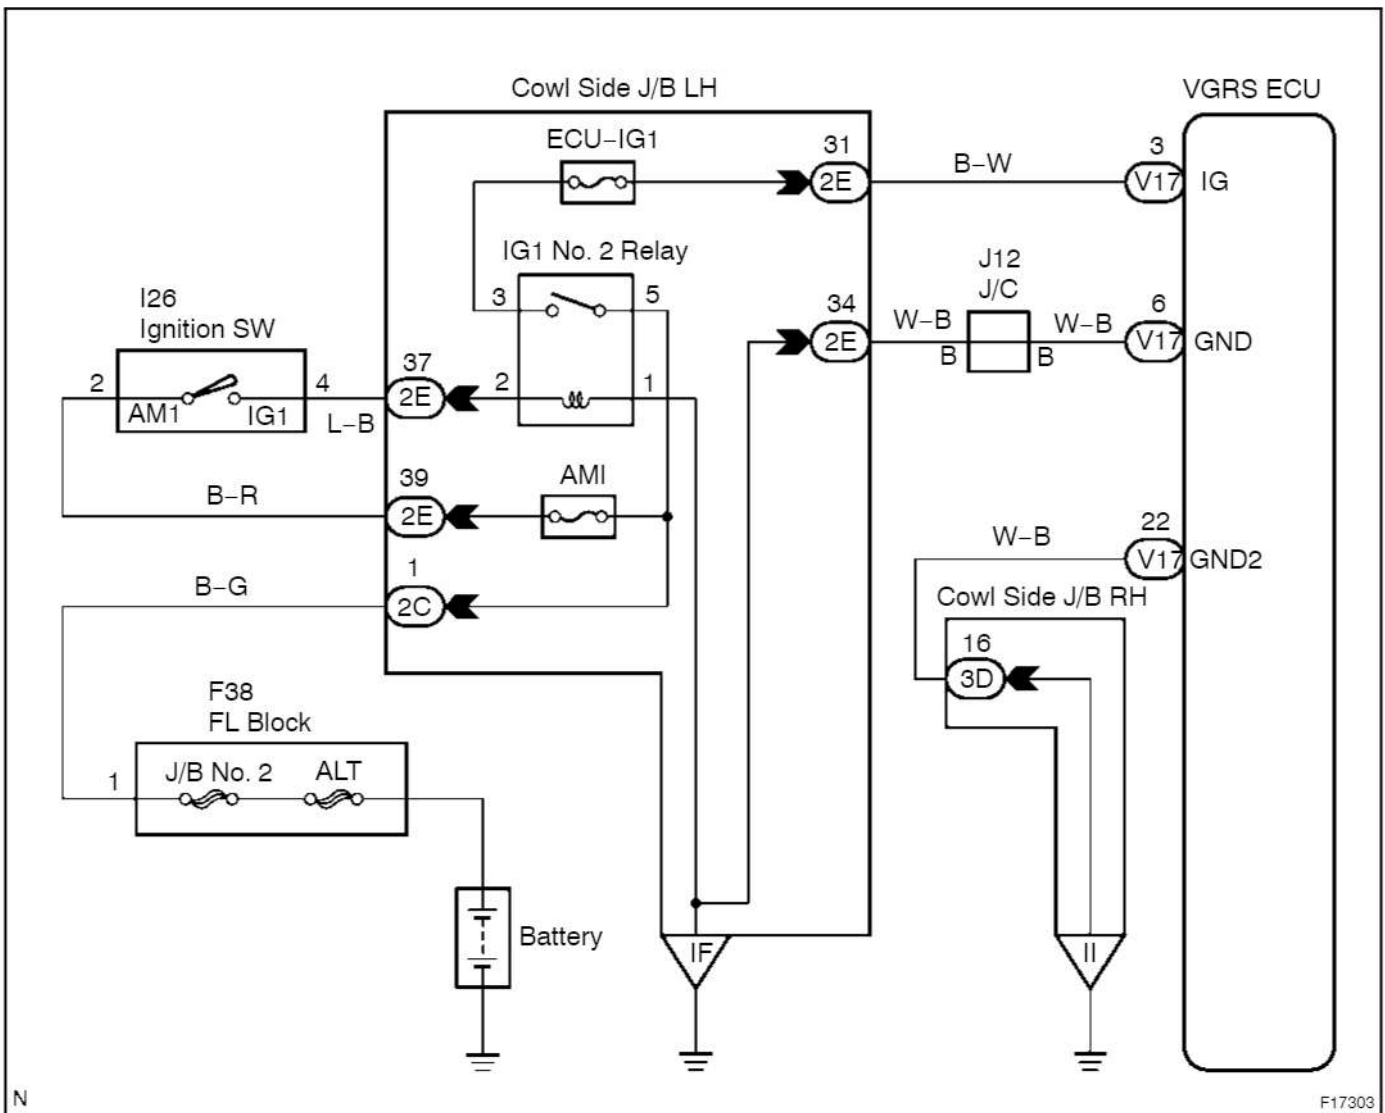 Cowl Side J/B LH
VGRS ECU
ECU-IG1
31
2E
B-W
3
V17
IG
IG1 No. 2 Relay
3
5
J12
J/C
I26
Ignition SW
34
2E
W-B
B
B
W-B
6
V17
GND
2
AM1
IG1
4
L-B
37
2E
2
1
39
2E
B-R
AMI
1
2C
B-G
W-B
22
V17
GND2
Cowl Side J/B RH
16
3D
F38
FL Block
1
J/B No. 2
ALT
Battery
IF
II
N
F17303